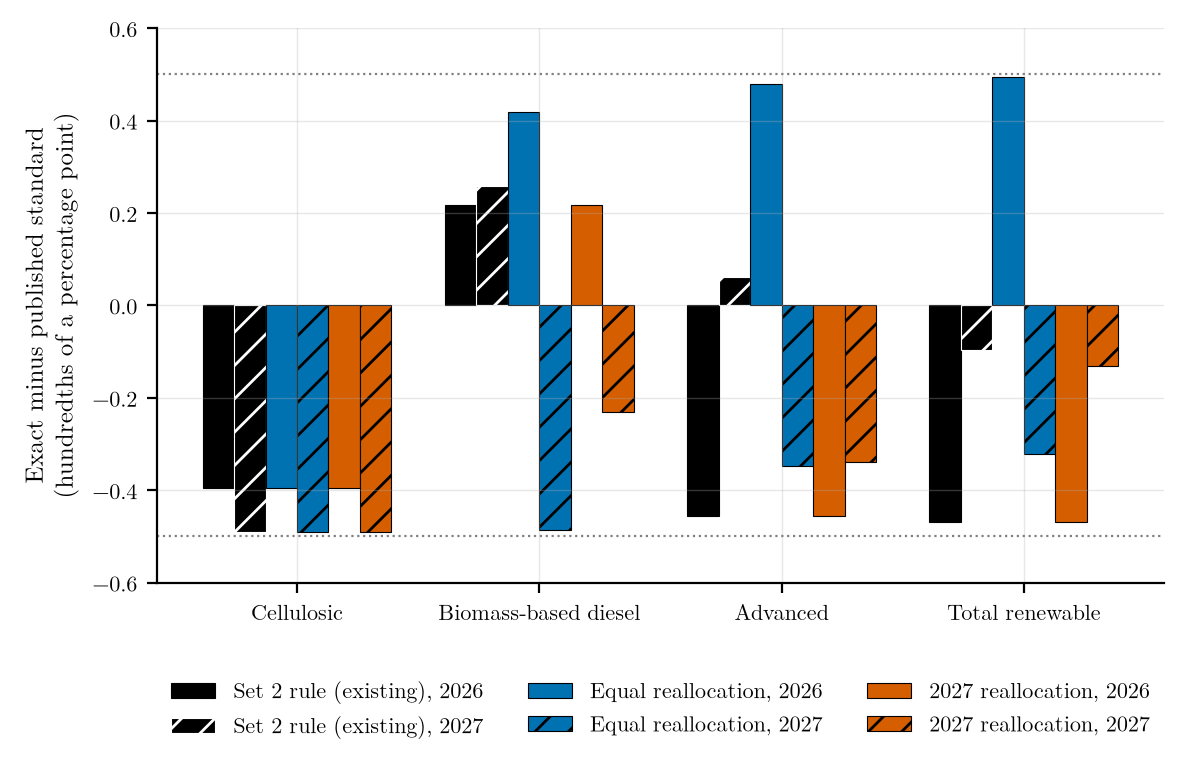 Exact minus published standard
(hundredths of a percentage point)
0.6
0.4
0.2
0.0
−0.2
−0.4
−0.6
Cellulosic
Biomass-based diesel
Advanced
Total renewable
Set 2 rule (existing), 2026
Equal reallocation, 2026
2027 reallocation, 2026
Set 2 rule (existing), 2027
Equal reallocation, 2027
2027 reallocation, 2027